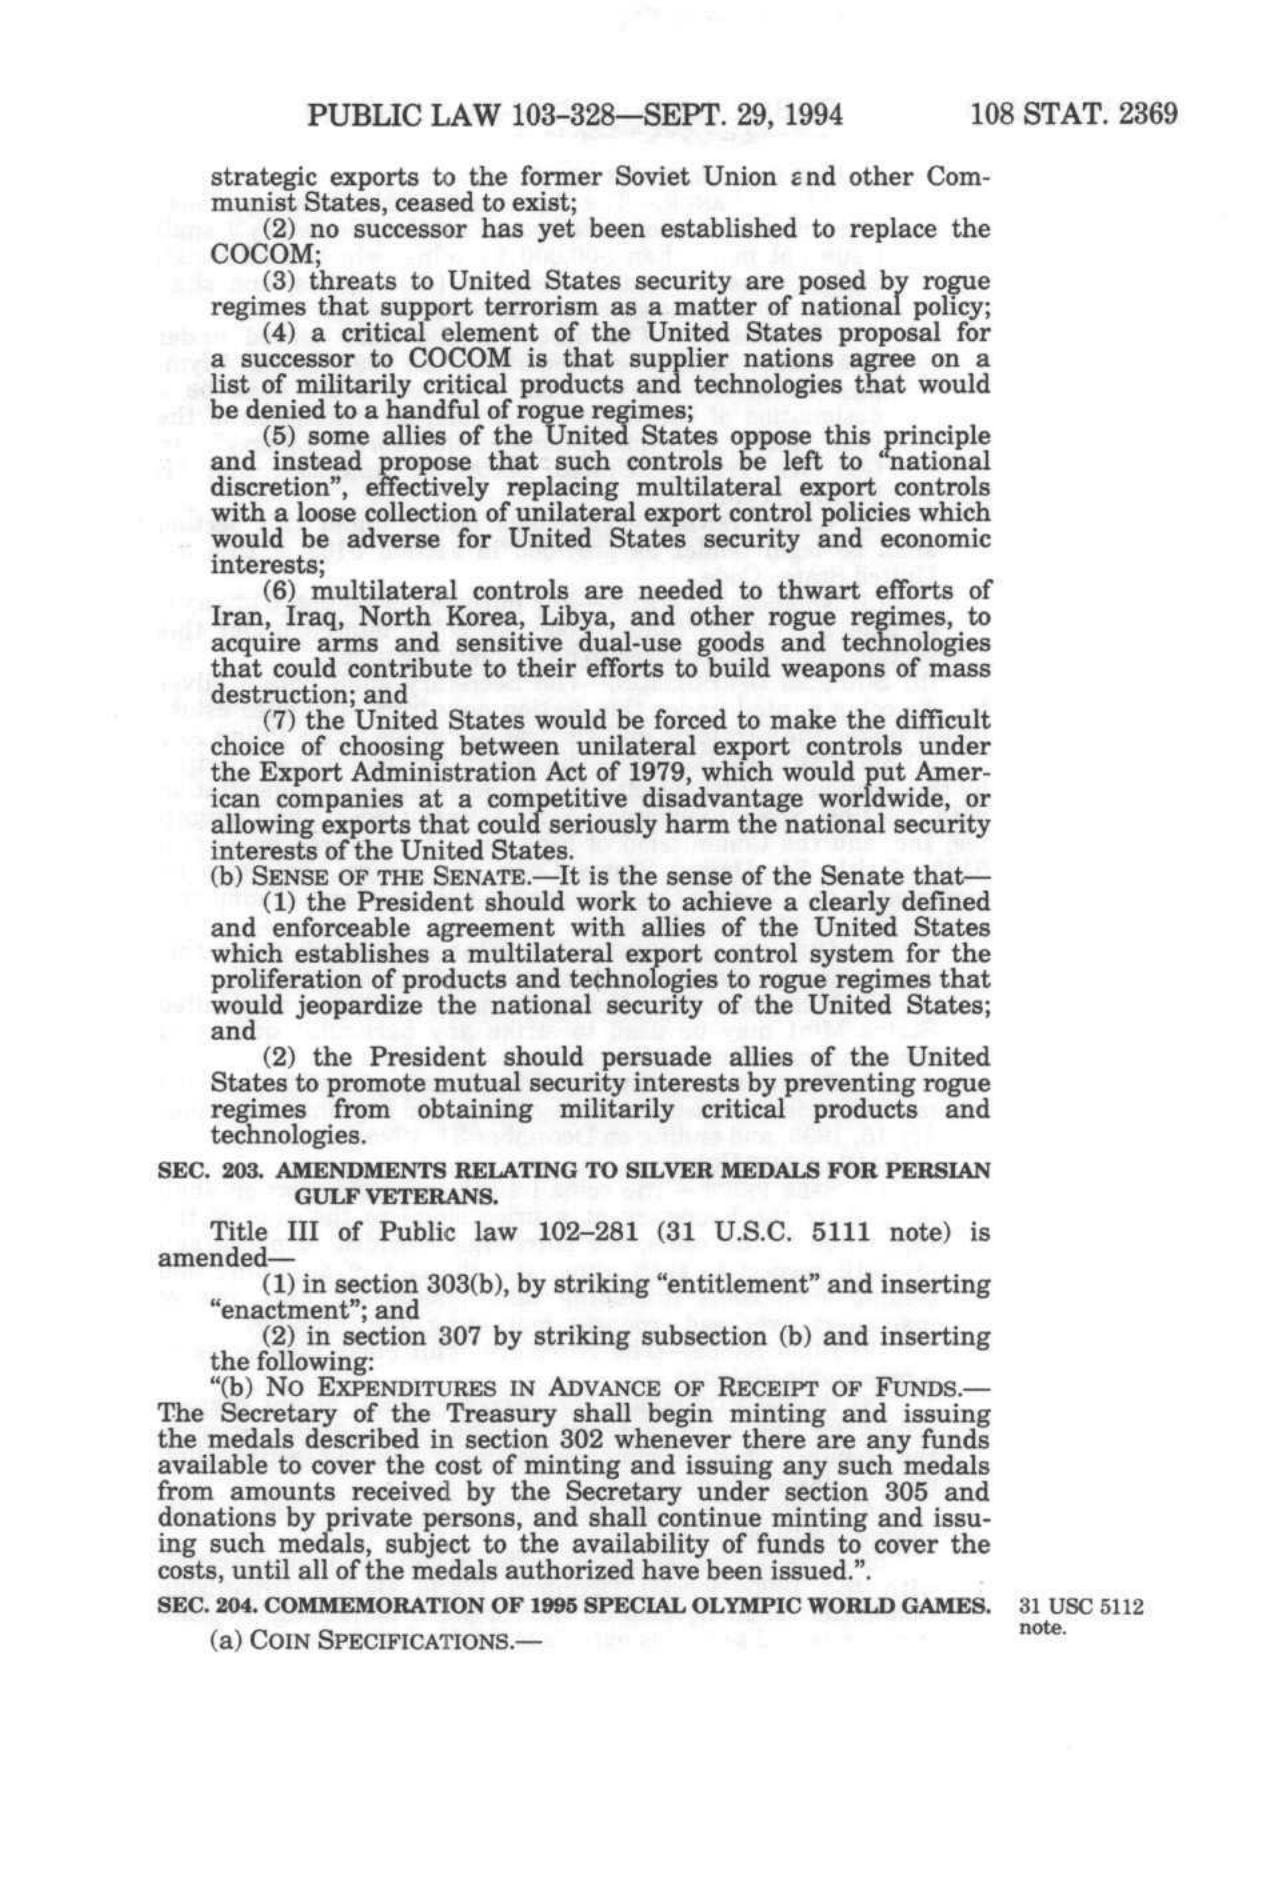 PUBLIC LAW 103–328—SEPT. 29, 1994 108 STAT. 2369
strategic exports to the former Soviet Union and other Com-
munist States, ceased to exist;
(2) no successor has yet been established to replace the
COCOM;
(3) threats to United States security are posed by rogue
regimes that support terrorism as a matter of national policy;
(4) a critical element of the United States proposal for
a successor to COCOM is that supplier nations agree on a
list of militarily critical products and technologies that would
be denied to a handful of rogue regimes;
(5) some allies of the United States oppose this principle
and instead propose that such controls be left to “national
discretion”, effectively replacing multilateral export controls
with a loose collection of unilateral export control policies which
would be adverse for United States security and economic
interests;
(6) multilateral controls are needed to thwart efforts of
Iran, Iraq, North Korea, Libya, and other rogue regimes, to
acquire arms and sensitive dual-use goods and technologies
that could contribute to their efforts to build weapons of mass
destruction; and
(7) the United States would be forced to make the difficult
choice of choosing between unilateral export controls under
the Export Administration Act of 1979, which would put Amer-
ican companies at a competitive disadvantage worldwide, or
allowing exports that could seriously harm the national security
interests of the United States.
(b) SENSE OF THE SENATE.—It is the sense of the Senate that—
(1) the President should work to achieve a clearly defined
and enforceable agreement with allies of the United States
which establishes a multilateral export control system for the
proliferation of products and technologies to rogue regimes that
would jeopardize the national security of the United States;
and
(2) the President should persuade allies of the United
States to promote mutual security interests by preventing rogue
regimes from obtaining militarily critical products and
technologies.
SEC. 203. AMENDMENTS RELATING TO SILVER MEDALS FOR PERSIAN
GULF VETERANS.
Title III of Public law 102–281 (31 U.S.C. 5111 note) is
amended—
(1) in section 303(b), by striking “entitlement” and inserting
“enactment”; and
(2) in section 307 by striking subsection (b) and inserting
the following:
“(b) NO EXPENDITURES IN ADVANCE OF RECEIPT OF FUNDS.—
The Secretary of the Treasury shall begin minting and issuing
the medals described in section 302 whenever there are any funds
available to cover the cost of minting and issuing any such medals
from amounts received by the Secretary under section 305 and
donations by private persons, and shall continue minting and issu-
ing such medals, subject to the availability of funds to cover the
costs, until all of the medals authorized have been issued.”.
SEC. 204. COMMEMORATION OF 1995 SPECIAL OLYMPIC WORLD GAMES. 31 USC 5112
note.
(a) COIN SPECIFICATIONS.—